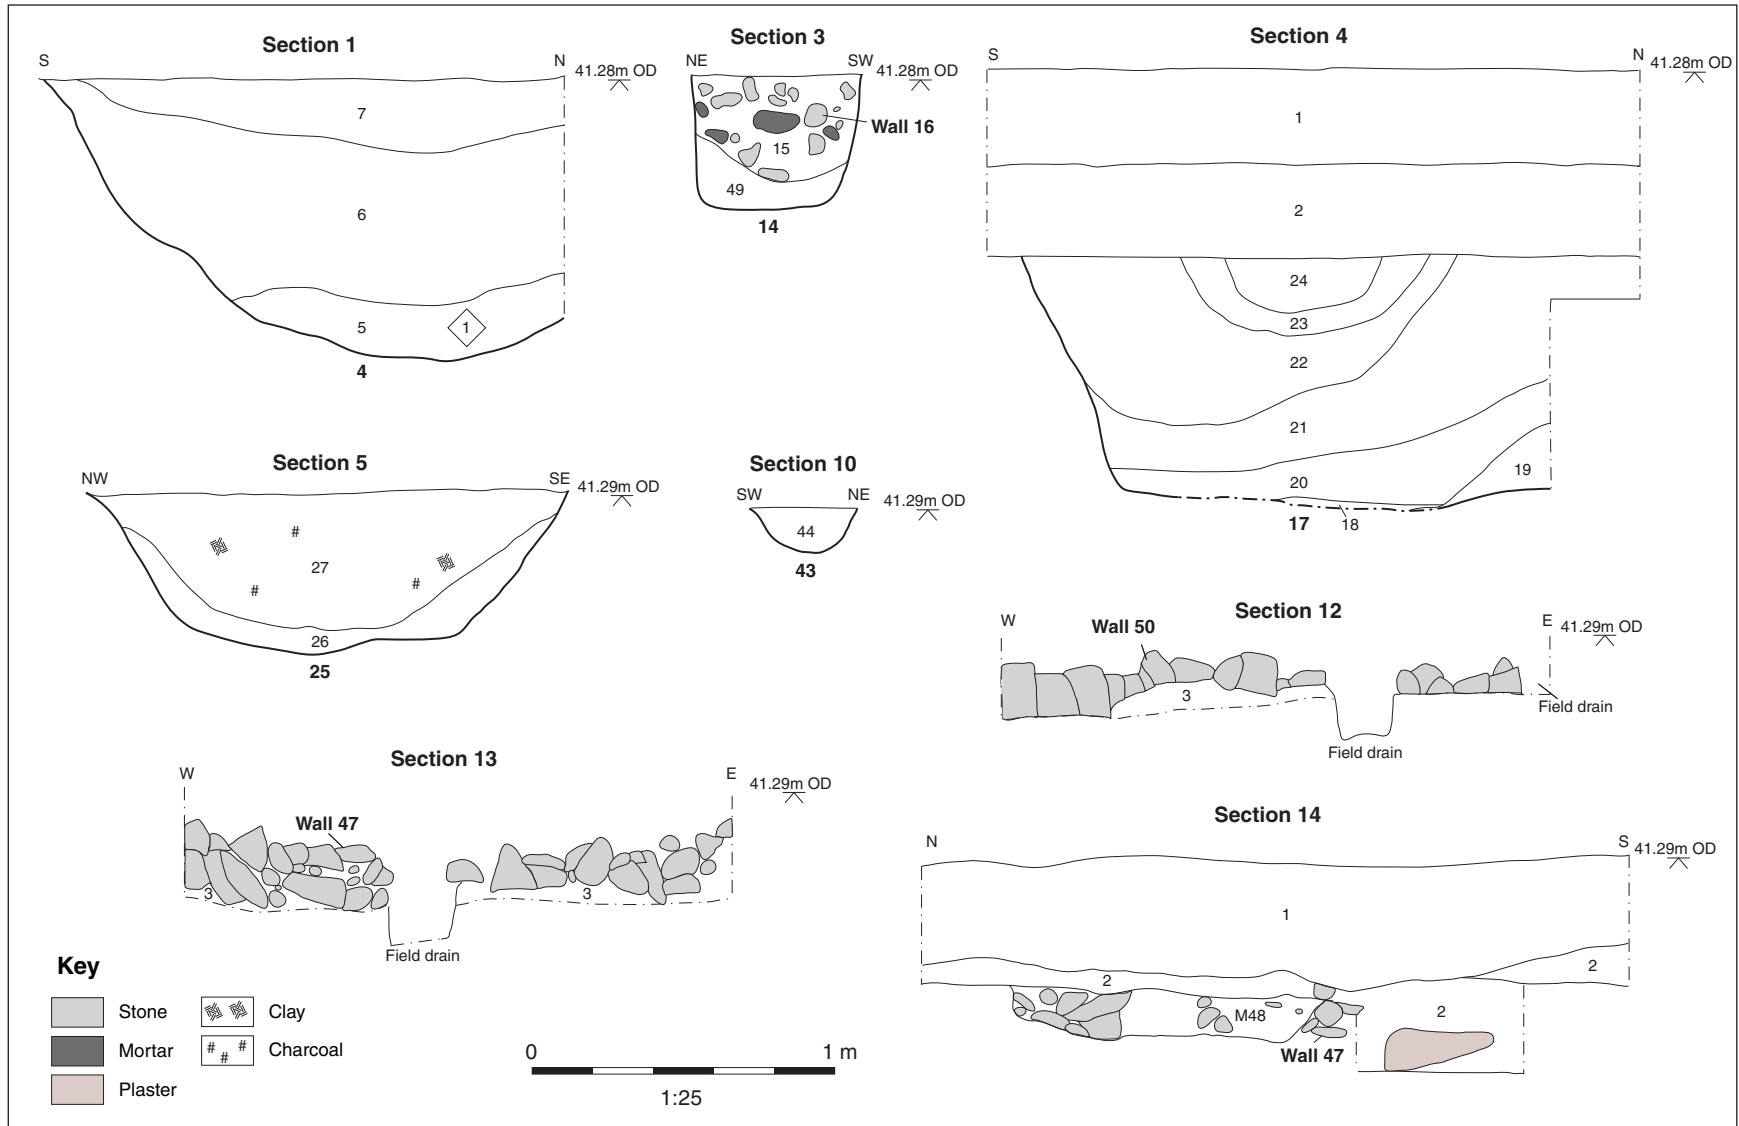 Section 1
S
N
41.28m OD
7
6
5
1
4
Section 3
NE
SW
41.28m OD
Wall 16
15
49
14
Section 4
S
N
41.28m OD
1
2
24
23
22
21
20
19
17
18
Section 5
NW
SE
41.29m OD
#
27
#
#
26
25
Section 10
SW
NE
41.29m OD
44
43
Section 12
W
E
41.29m OD
Wall 50
3
Field drain
Field drain
Section 13
W
E
41.29m OD
Wall 47
3
3
Field drain
Section 14
N
S
41.29m OD
1
2
2
2
M48
Wall 47
Key
Stone
Clay
Mortar
# # #
Charcoal
Plaster
0
1 m
1:25